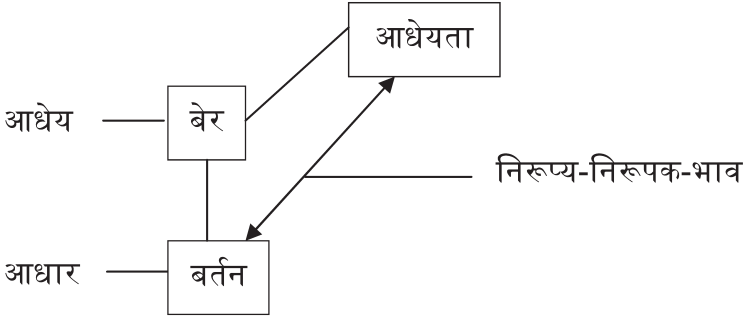 आधेयता
आधेय
बेर
निरूप्य-निरूपक-भाव
आधार
बर्तन